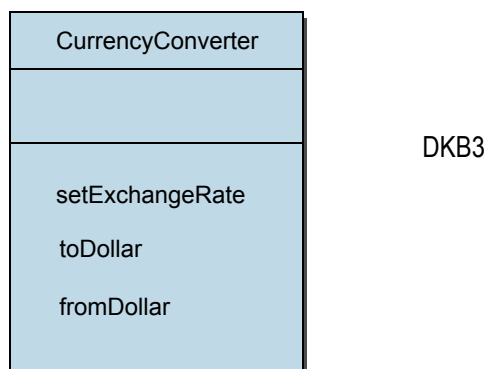 CurrencyConverter
DKB3
setExchangeRate
toDollar
fromDollar